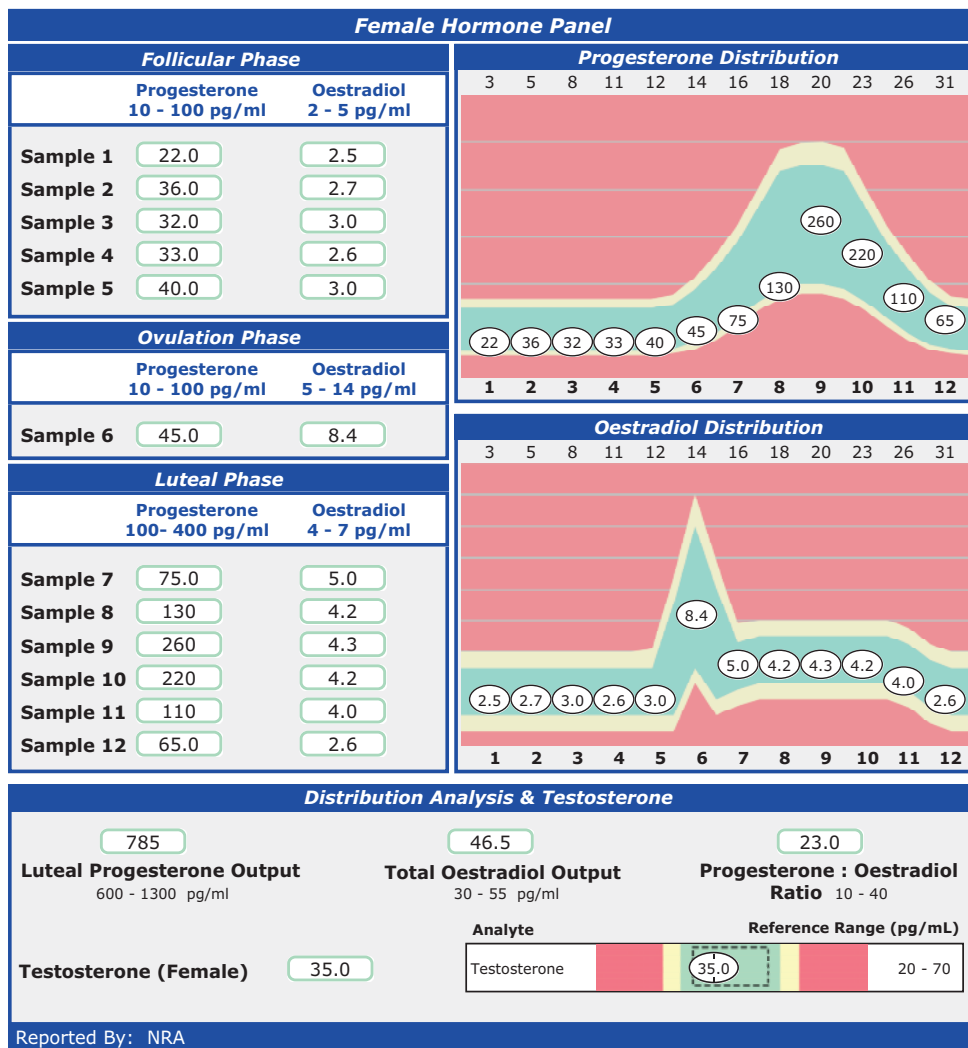 Female Hormone Panel
Follicular Phase
Progesterone Oestradiol
10 - 100 pg/ml 2 - 5 pg/ml
Sample 1 22.0 2.5
Sample 2 36.0 2.7
Sample 3 32.0 3.0
Sample 4 33.0 2.6
Sample 5 40.0 3.0
Ovulation Phase
Progesterone Oestradiol
10 - 100 pg/ml 5 - 14 pg/ml
Sample 6 45.0 8.4
Luteal Phase
Progesterone Oestradiol
100- 400 pg/ml 4 - 7 pg/ml
Sample 7 75.0 5.0
Sample 8 130 4.2
Sample 9 260 4.3
Sample 10 220 4.2
Sample 11 110 4.0
Sample 12 65.0 2.6
Progesterone Distribution
3 5 8 11 12 14 16 18 20 23 26 31
22 36 32 33 40 45 75 130 260 220 110 65
1 2 3 4 5 6 7 8 9 10 11 12
Oestradiol Distribution
3 5 8 11 12 14 16 18 20 23 26 31
2.5 2.7 3.0 2.6 3.0 8.4 5.0 4.2 4.3 4.2 4.0 2.6
1 2 3 4 5 6 7 8 9 10 11 12
Distribution Analysis & Testosterone
785 46.5 23.0
Luteal Progesterone Output Total Oestradiol Output Progesterone : Oestradiol
600 - 1300 pg/ml 30 - 55 pg/ml Ratio 10 - 40
Analyte Reference Range (pg/mL)
Testosterone (Female) 35.0 Testosterone 35.0 20 - 70
Reported By: NRA